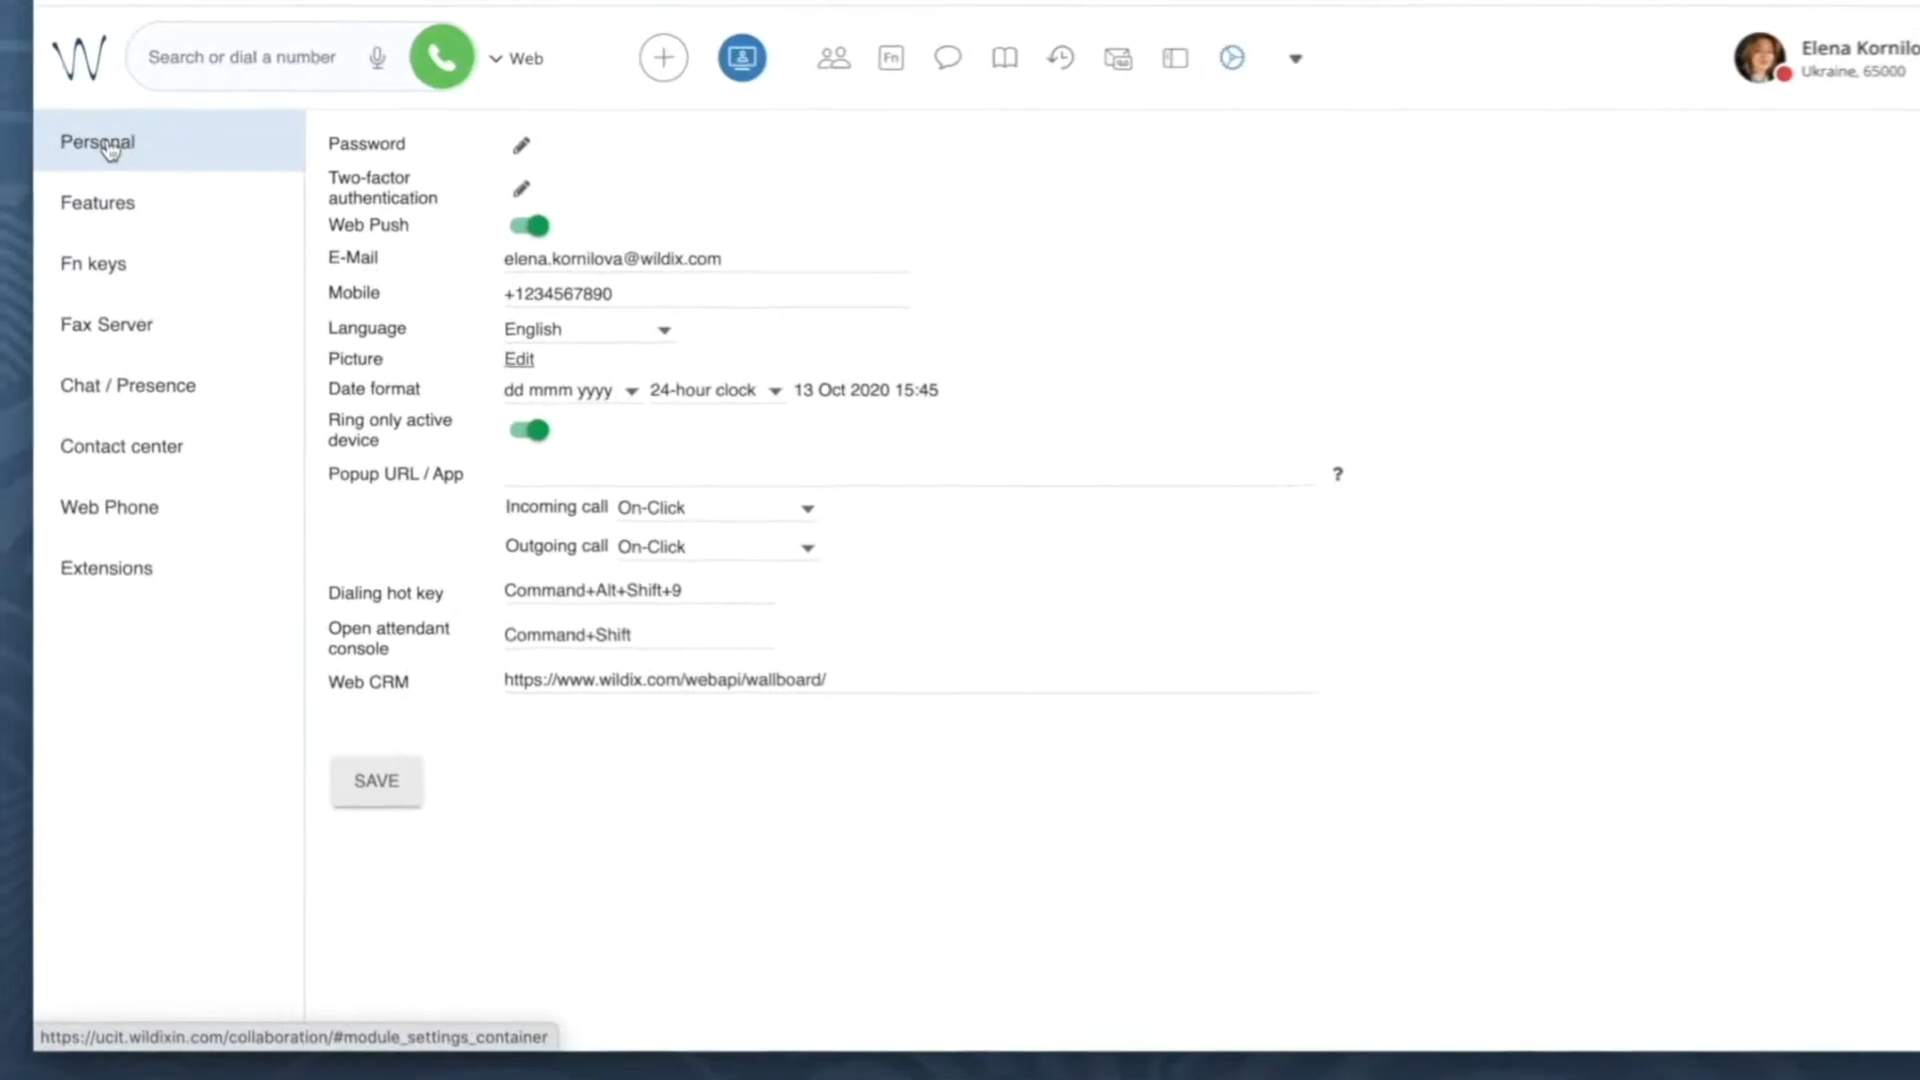 W
Search or dial a number
Web
Fn
Elena Kornilo
Ukraine, 65000
Personal
Features
Fn keys
Fax Server
Chat / Presence
Contact center
Web Phone
Extensions
Password
Two-factor
authentication
Web Push
E-Mail elena.kornilova@wildix.com
Mobile +1234567890
Language English
Picture Edit
Date format dd mmm yyyy 24-hour clock 13 Oct 2020 15:45
Ring only active
device
Popup URL / App ?
Incoming call On-Click
Outgoing call On-Click
Dialing hot key Command+Alt+Shift+9
Open attendant
console
Command+Shift
Web CRM https://www.wildix.com/webapi/wallboard/
SAVE
https://ucit.wildixin.com/collaboration/#module_settings_container